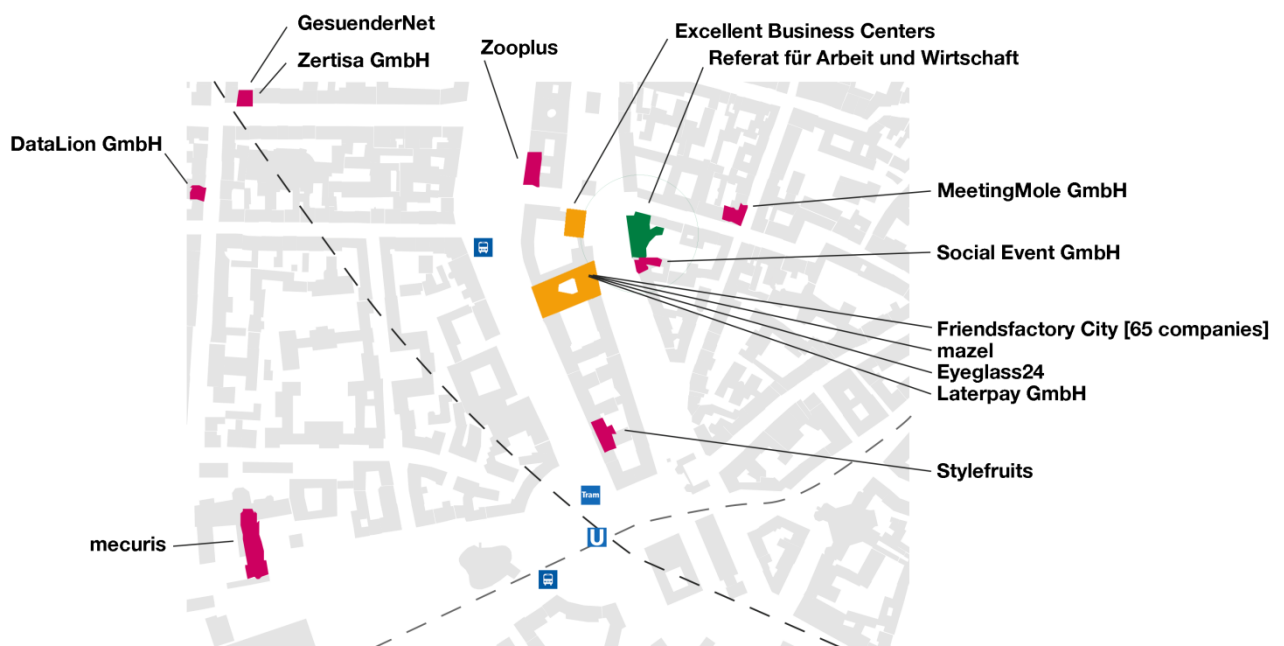 GesuenderNet
Zertisa GmbH
Zooplus
Excellent Business Centers
Referat für Arbeit und Wirtschaft
DataLion GmbH
MeetingMole GmbH
Social Event GmbH
Friendsfactory City [65 companies]
mazel
Eyeglass24
Laterpay GmbH
Stylefruits
Tram
U
mecuris